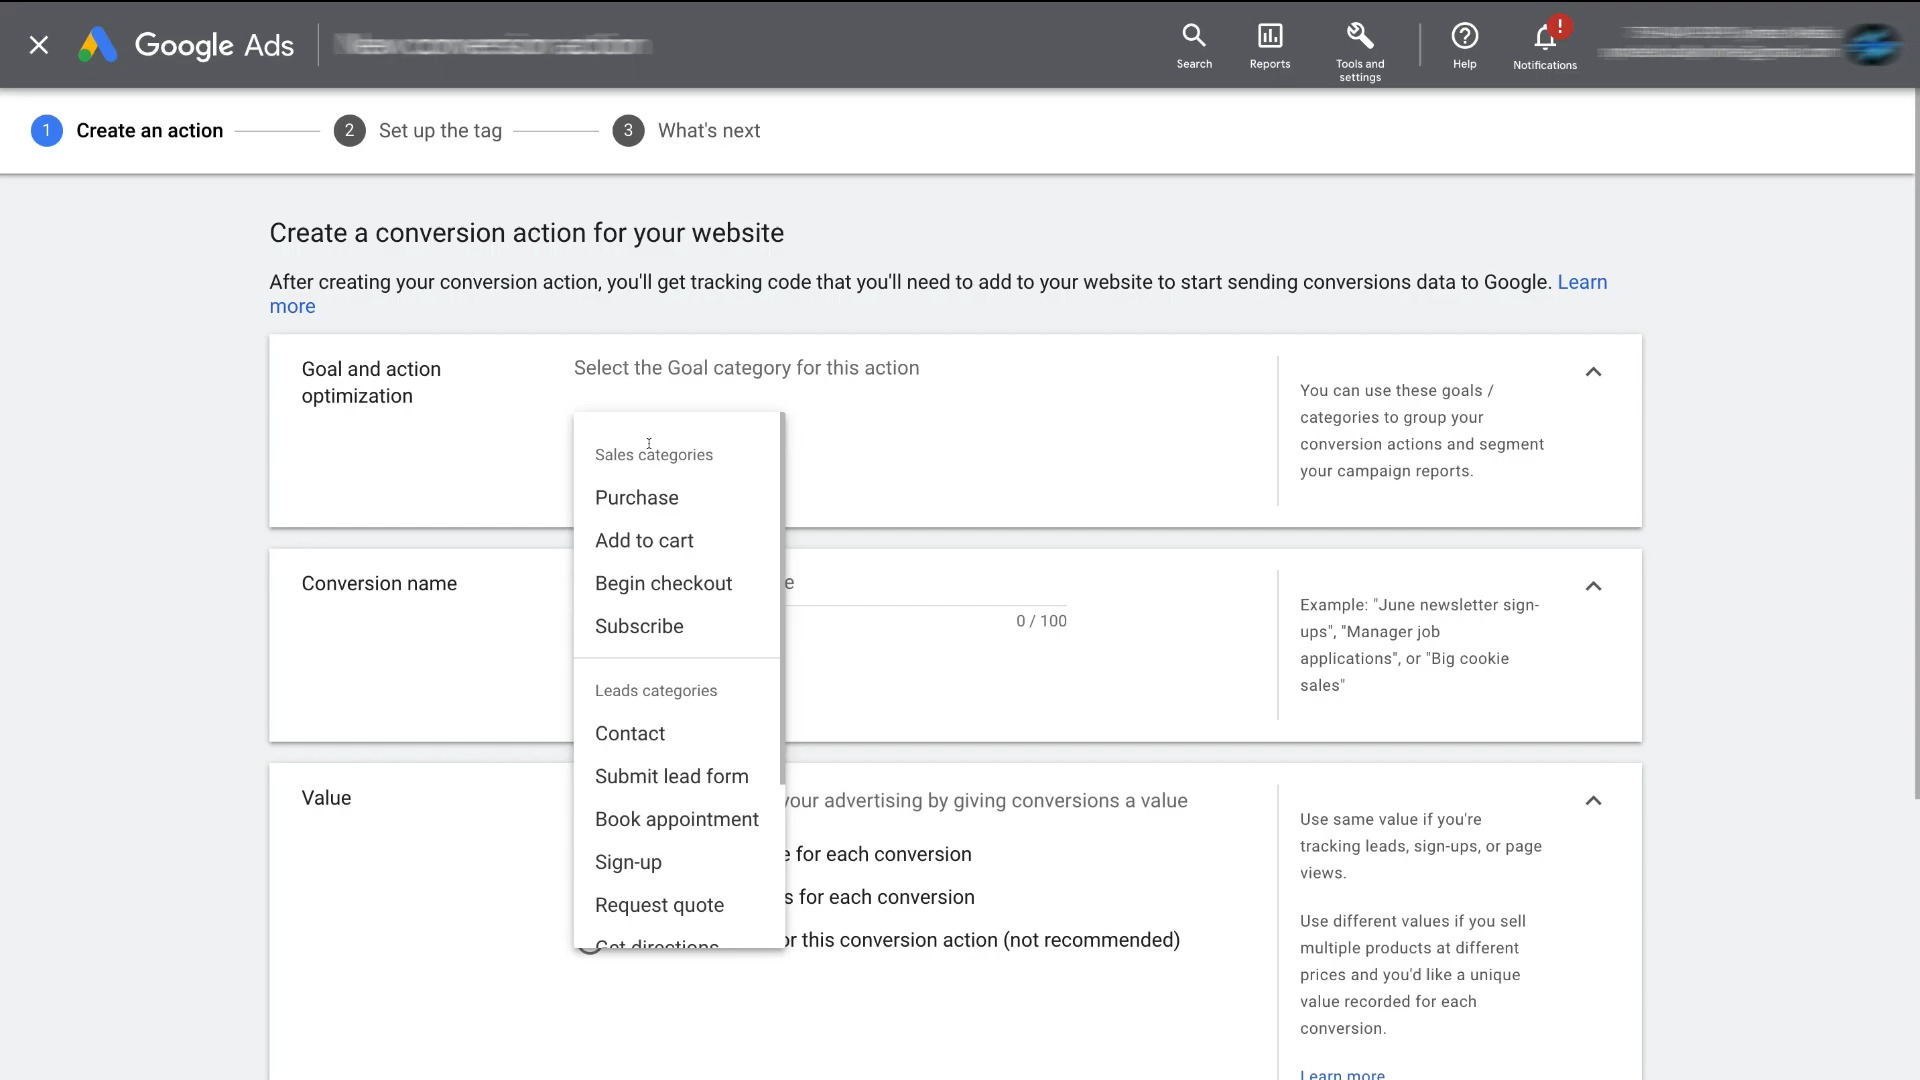 Google Ads
Search
Reports
Tools and
settings
Help
!
Notifications
1 Create an action
2 Set up the tag
3 What's next
Create a conversion action for your website
After creating your conversion action, you'll get tracking code that you'll need to add to your website to start sending conversions data to Google. Learn
more
Goal and action
optimization
Select the Goal category for this action
You can use these goals /
categories to group your
conversion actions and segment
your campaign reports.
Sales categories
Purchase
Add to cart
Begin checkout
Subscribe
Leads categories
Contact
Submit lead form
Book appointment
Sign-up
Request quote
Get directions
Conversion name
e
0 / 100
Example: "June newsletter sign-
ups", "Manager job
applications", or "Big cookie
sales"
Value
your advertising by giving conversions a value
e for each conversion
s for each conversion
or this conversion action (not recommended)
Use same value if you're
tracking leads, sign-ups, or page
views.
Use different values if you sell
multiple products at different
prices and you'd like a unique
value recorded for each
conversion.
Learn more